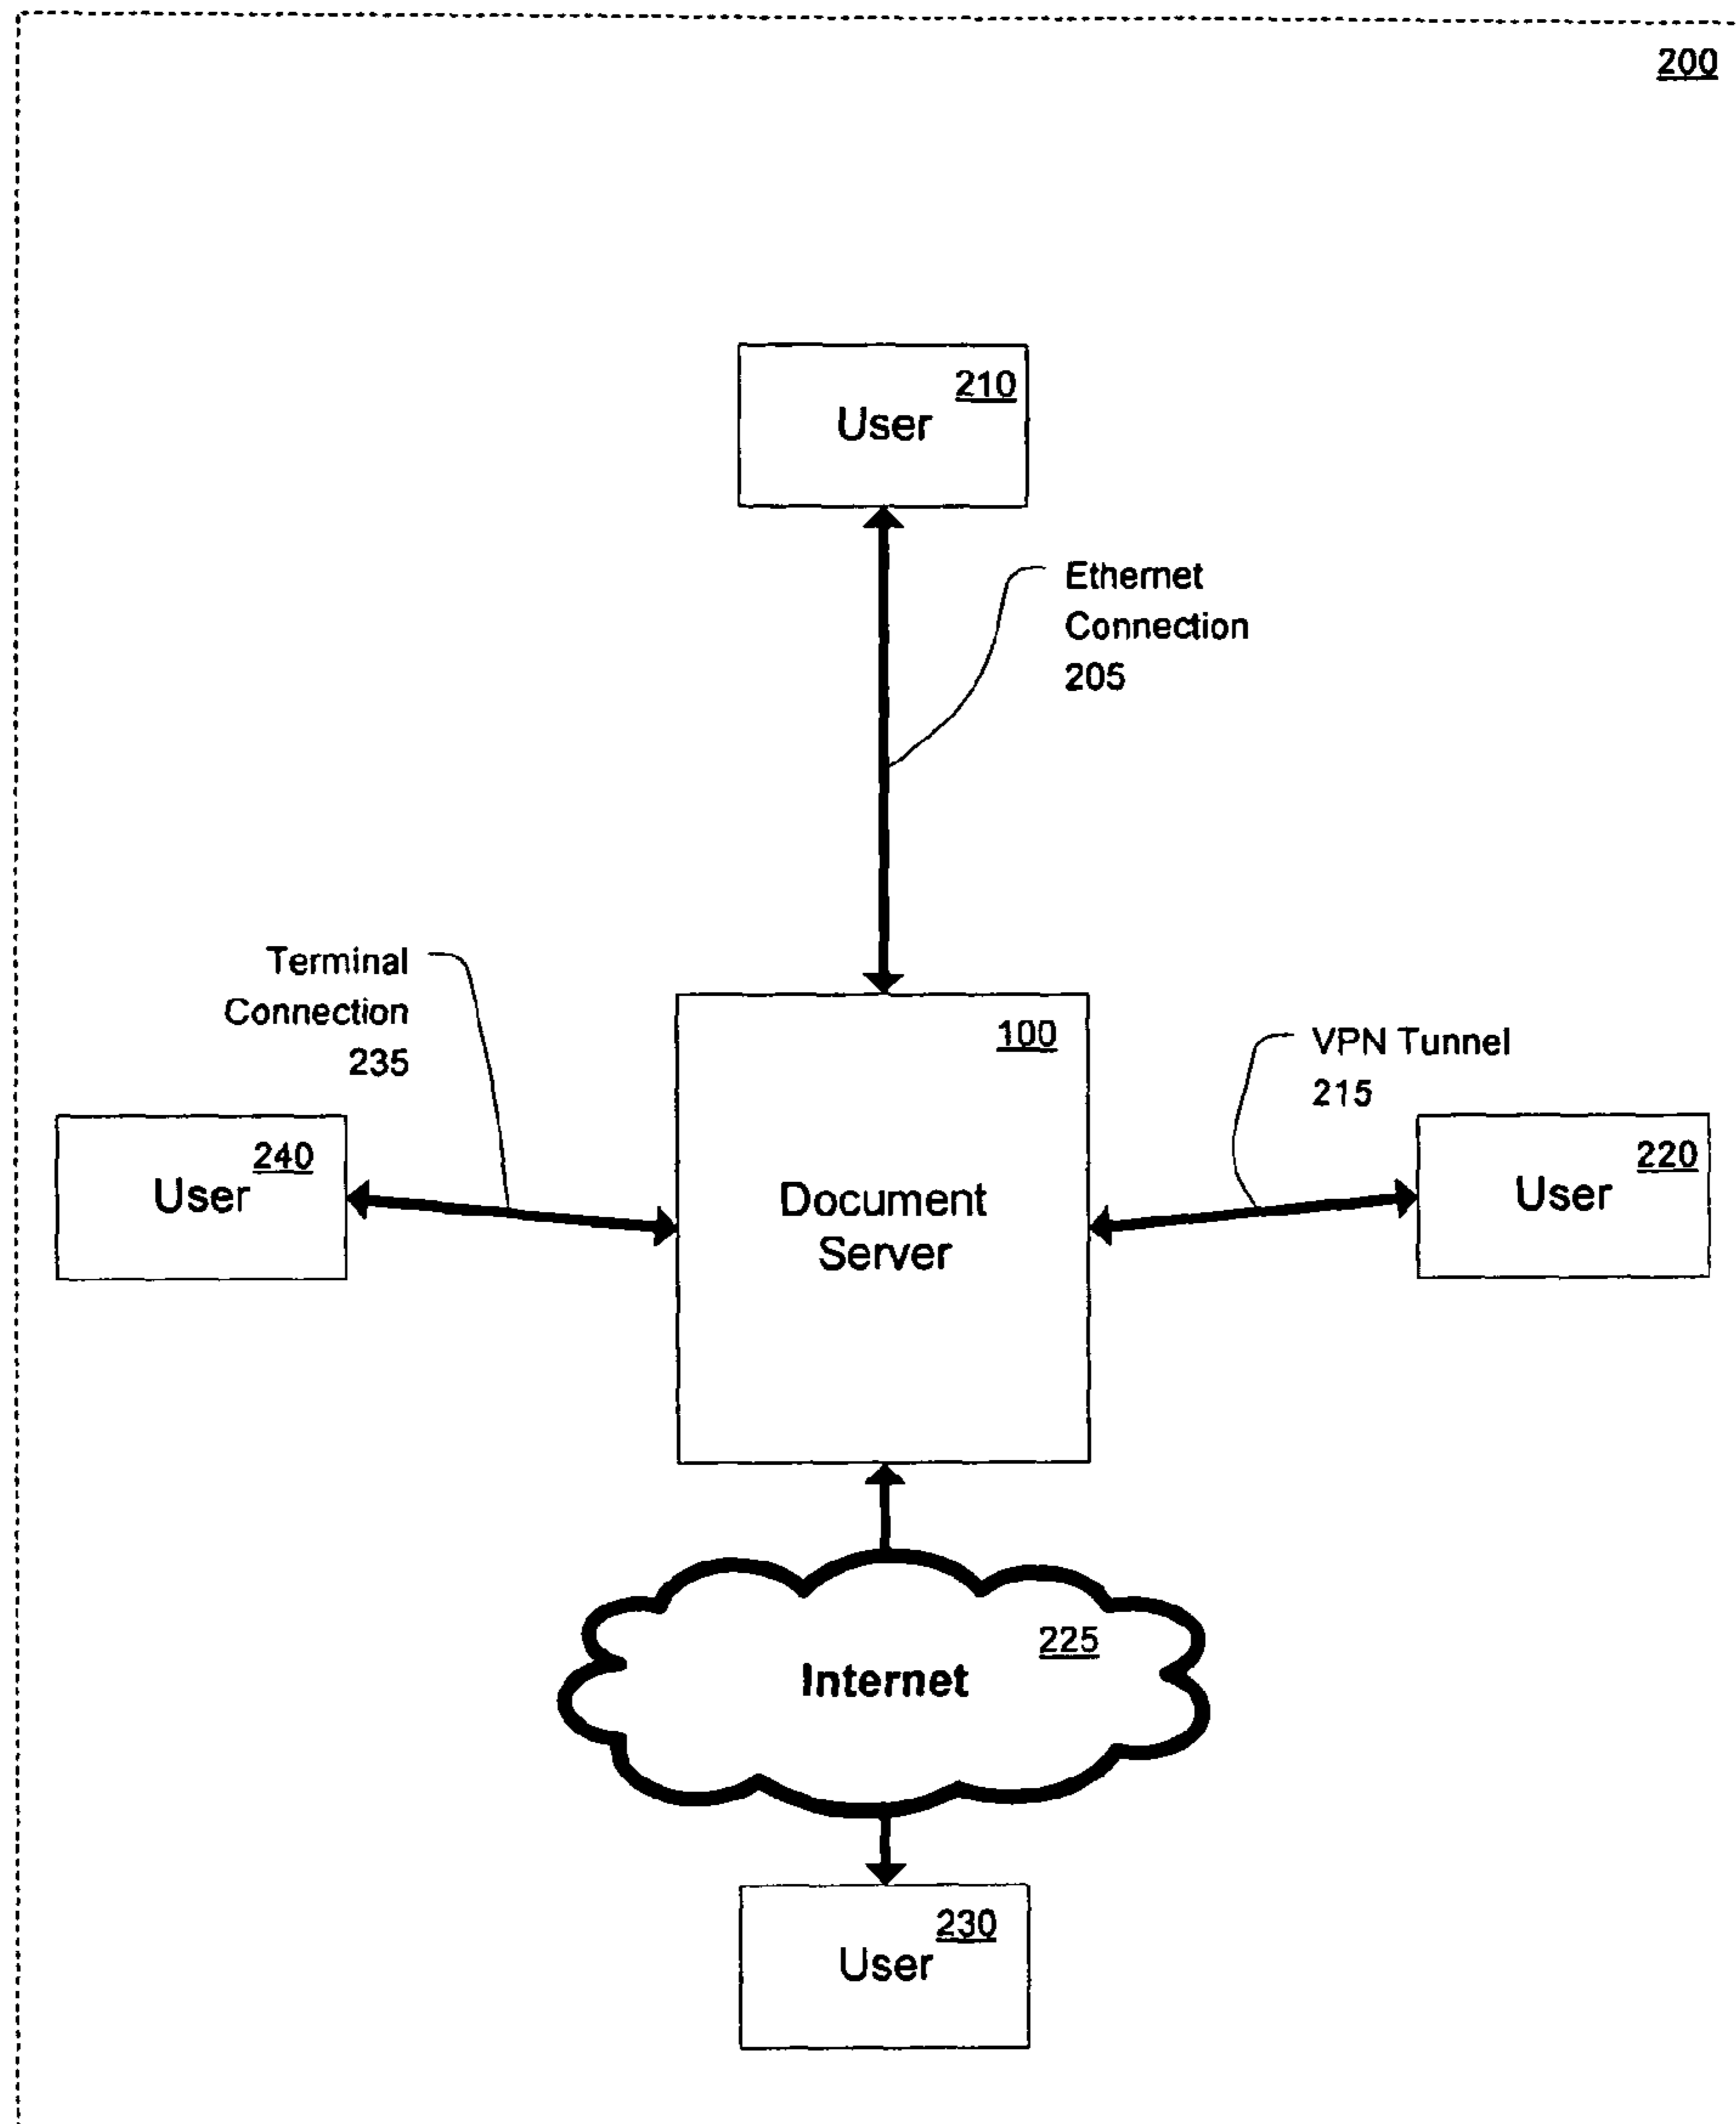 200
210
User
Ethernet
Connection
205
Terminal
Connection
235
100
Document
Server
VPN Tunnel
215
240
User
220
User
225
Internet
230
User